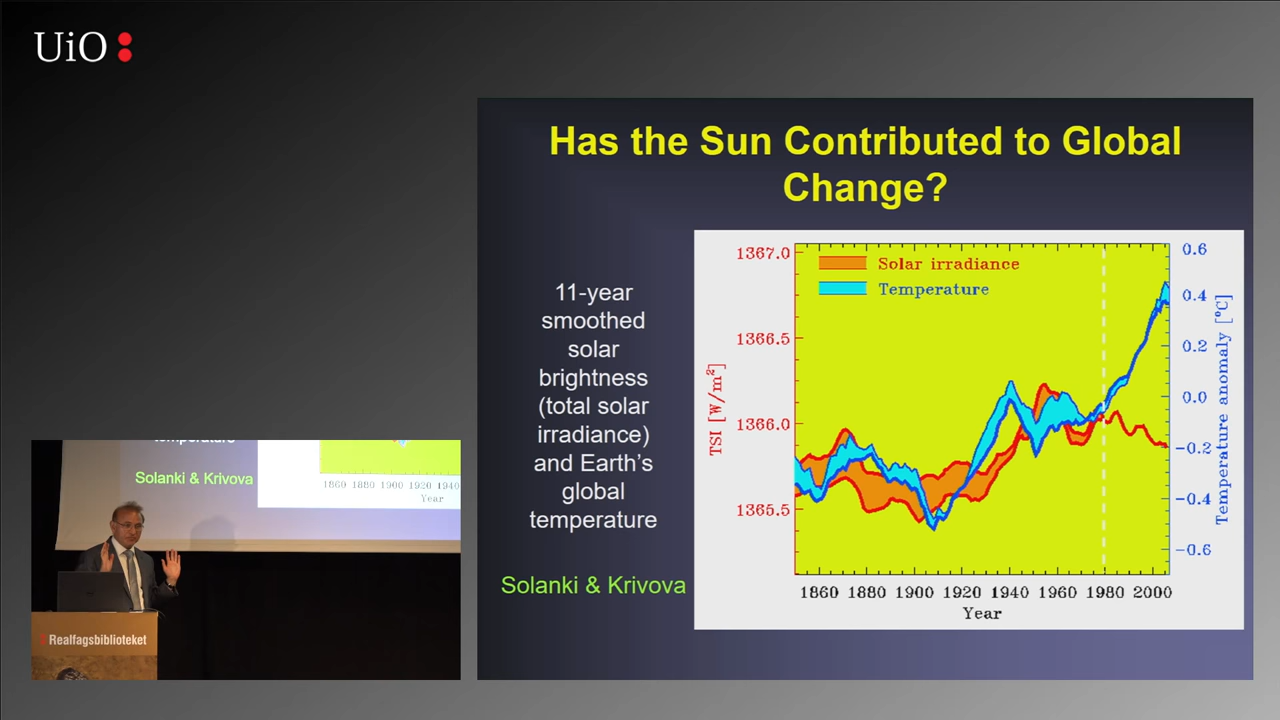 UiO
Has the Sun Contributed to Global
Change?
11-year
smoothed
solar
brightness
(total solar
irradiance)
and Earth's
global
temperature
Solanki & Krivova
1367.0
1366.5
1366.0
1365.5
TSI [W/m²]
Solar irradiance
Temperature
0.6
0.4
0.2
0.0
−0.2
−0.4
−0.6
Temperature anomaly [°C]
1860 1880 1900 1920 1940 1960 1980 2000
Year
temperature
Solanki & Krivova
1860 1880 1900 1920 1940
Year
Realfagsbiblioteket